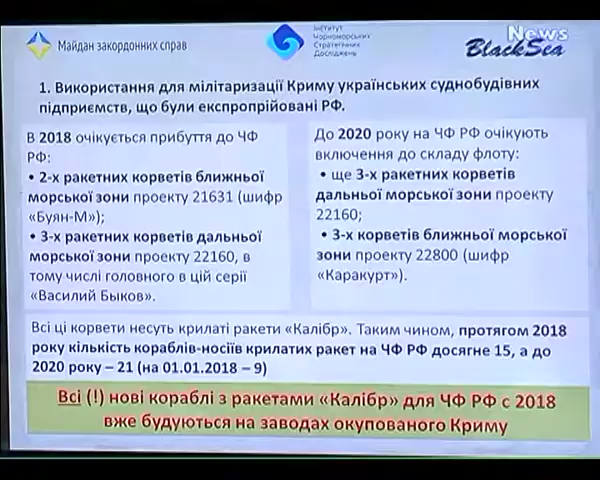 Майдан закордонних справ
Інститут
Чорноморських
Стратегічних
Досліджень
News
BlackSea
1. Використання для мілітаризації Криму українських суднобудівних
підприємств, що були експропрійовані РФ.
В 2018 очікується прибуття до ЧФ
РФ:
• 2-х ракетних корветів ближньої
морської зони проекту 21631 (шифр
«Буян-М»);
• 3-х ракетних корветів дальньої
морської зони проекту 22160, в
тому числі головного в цій серії
«Василий Быков».
До 2020 року на ЧФ РФ очікують
включення до складу флоту:
• ще 3-х ракетних корветів
дальньої морської зони проекту
22160;
• 3-х корветів ближньої морської
зони проекту 22800 (шифр
«Каракурт»).
Всі ці корвети несуть крилаті ракети «Калібр». Таким чином, протягом 2018
року кількість кораблів-носіїв крилатих ракет на ЧФ РФ досягне 15, а до
2020 року – 21 (на 01.01.2018 – 9)
Всі (!) нові кораблі з ракетами «Калібр» для ЧФ РФ с 2018
вже будуються на заводах окупованого Криму